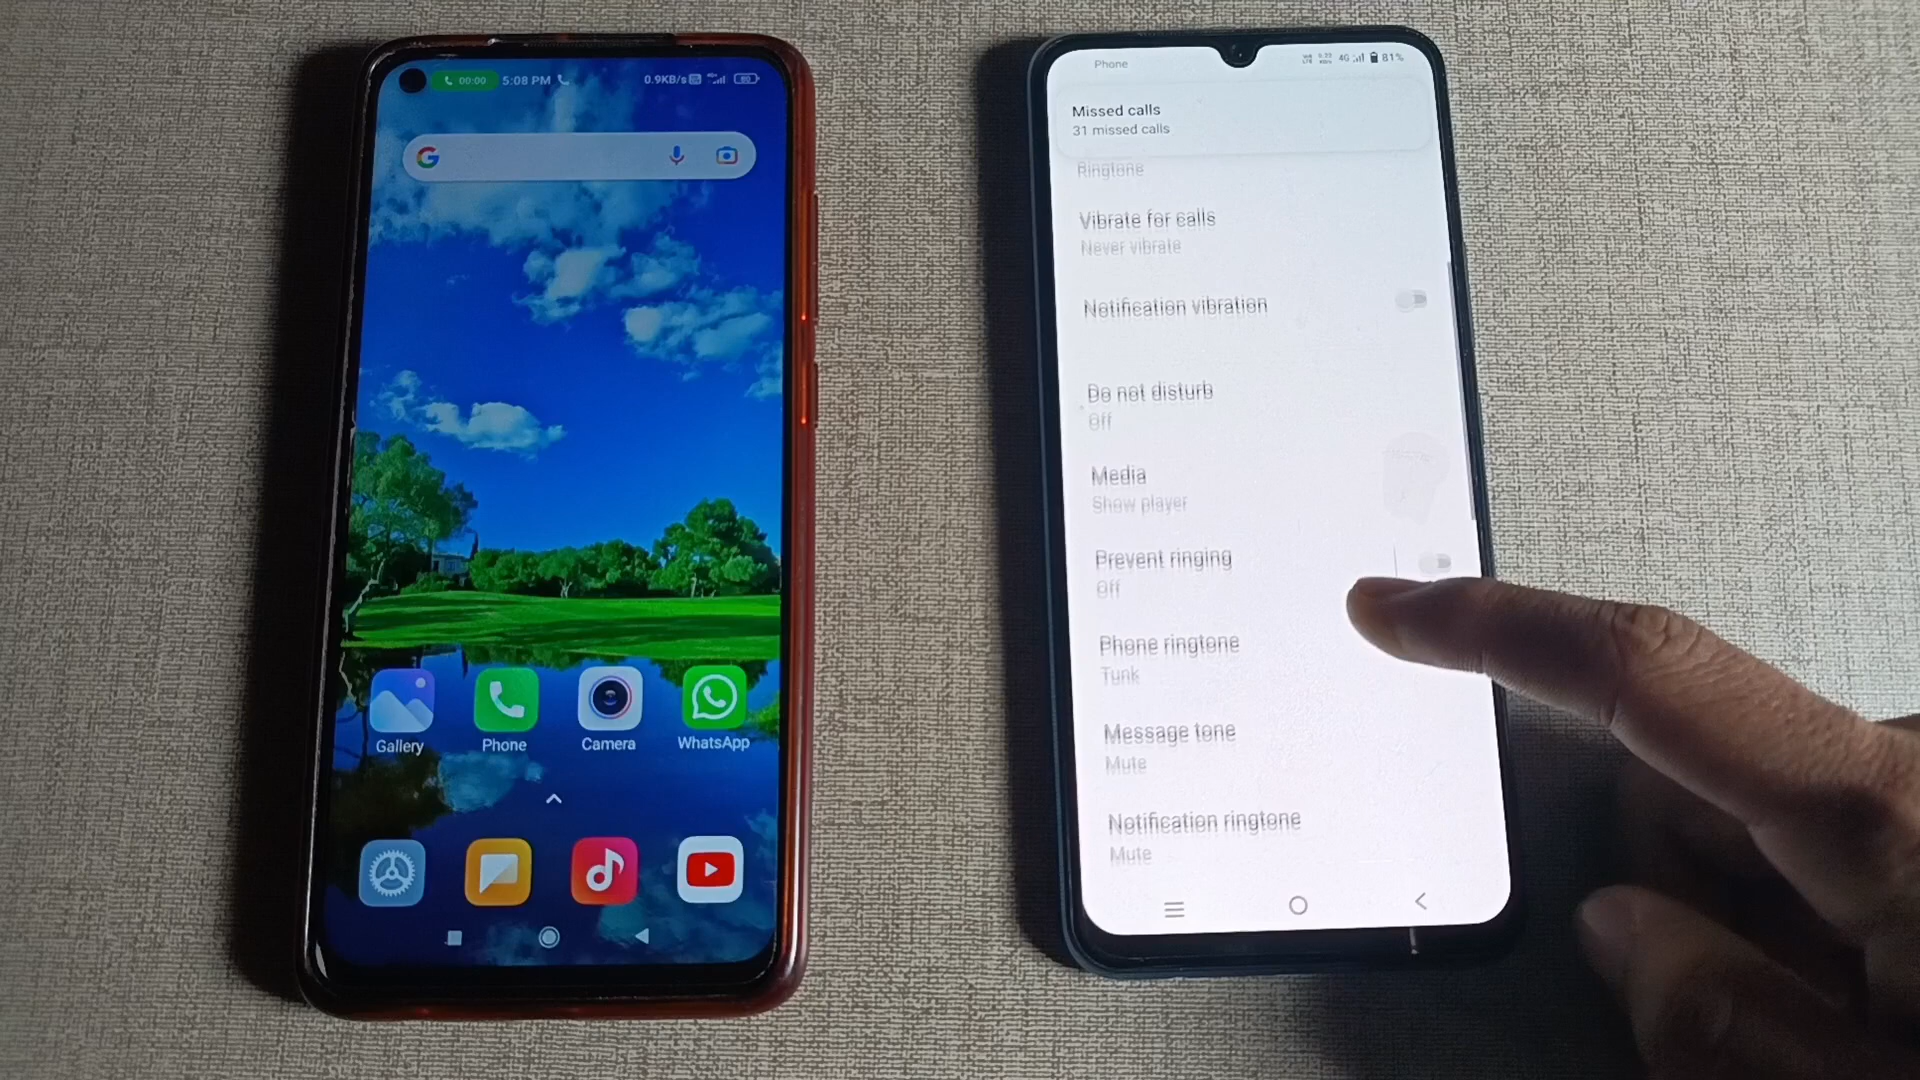 00:00 5:08 PM 0.9KB/s
Gallery Phone Camera WhatsApp
Phone 4G 81%
Missed calls
31 missed calls
Ringtone
Vibrate for calls
Never vibrate
Notification vibration
Do not disturb
Off
Media
Show player
Prevent ringing
Off
Phone ringtone
Tunk
Message tone
Mute
Notification ringtone
Mute